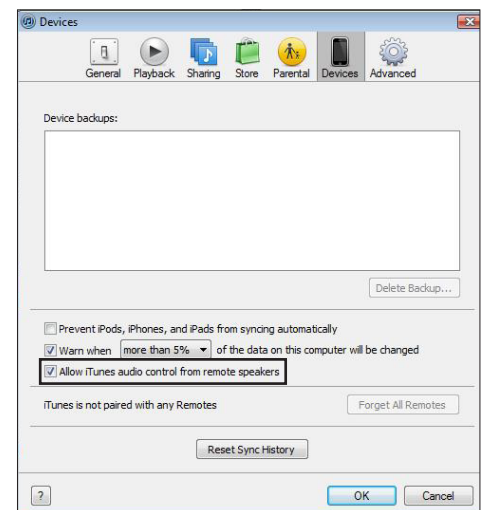 Devices
General Playback Sharing Store Parental Devices Advanced
Device backups:
Delete Backup...
Prevent iPods, iPhones, and iPads from syncing automatically
Warn when more than 5% of the data on this computer will be changed
Allow iTunes audio control from remote speakers
iTunes is not paired with any Remotes Forget All Remotes
Reset Sync History
? OK Cancel